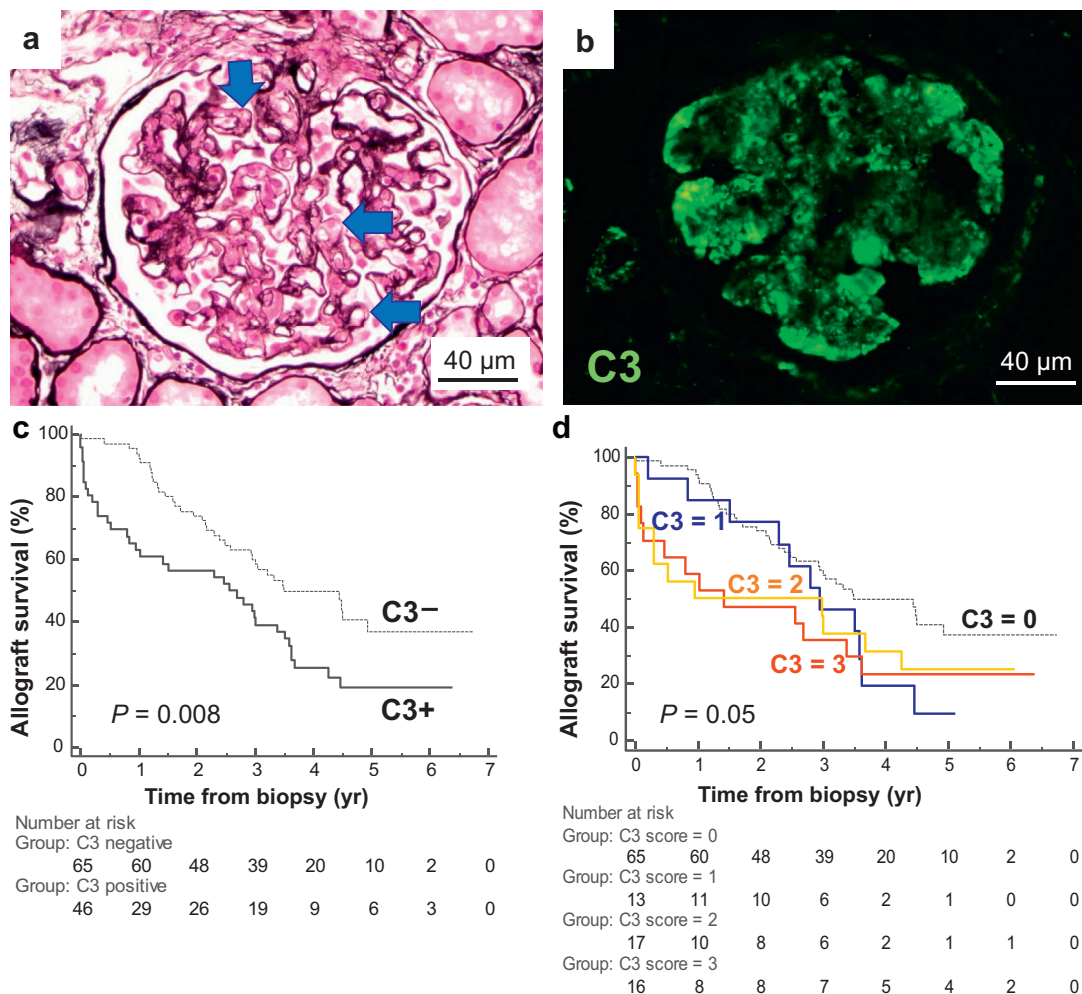 a
40 µm
b
C3
40 µm
c
Allograft survival (%)
100
80
60
40
20
0
C3–
C3+
P = 0.008
0 1 2 3 4 5 6 7
Time from biopsy (yr)
Number at risk
Group: C3 negative
65 60 48 39 20 10 2 0
Group: C3 positive
46 29 26 19 9 6 3 0
d
Allograft survival (%)
100
80
60
40
20
0
C3 = 1
C3 = 2
C3 = 0
C3 = 3
P = 0.05
0 1 2 3 4 5 6 7
Time from biopsy (yr)
Number at risk
Group: C3 score = 0
65 60 48 39 20 10 2 0
Group: C3 score = 1
13 11 10 6 2 1 0 0
Group: C3 score = 2
17 10 8 6 2 1 1 0
Group: C3 score = 3
16 8 8 7 5 4 2 0